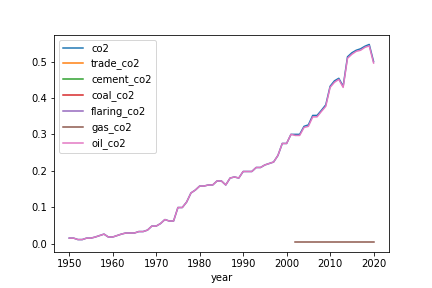 co2
trade_co2
cement_co2
coal_co2
flaring_co2
gas_co2
oil_co2
0.5
0.4
0.3
0.2
0.1
0.0
1950 1960 1970 1980 1990 2000 2010 2020
year